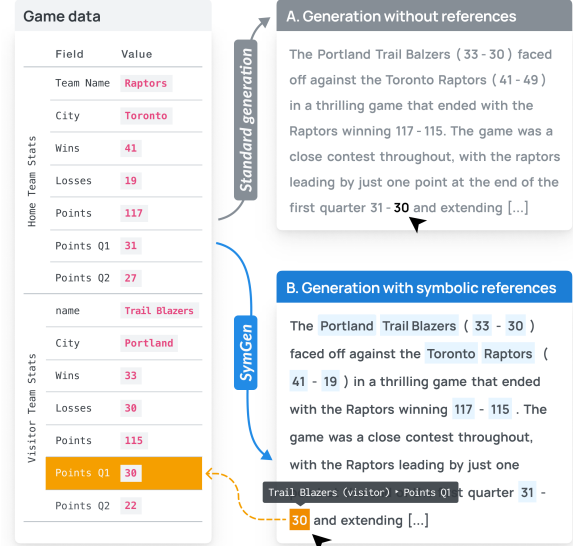 Game data
Field Value
Home Team Stats
Team Name Raptors
City Toronto
Wins 41
Losses 19
Points 117
Points Q1 31
Points Q2 27
Visitor Team Stats
name Trail Blazers
City Portland
Wins 33
Losses 30
Points 115
Points Q1 30
Points Q2 22
Standard generation
SymGen
A. Generation without references
The Portland Trail Balzers ( 33 - 30 ) faced
off against the Toronto Raptors ( 41 - 49 )
in a thrilling game that ended with the
Raptors winning 117 - 115. The game was a
close contest throughout, with the raptors
leading by just one point at the end of the
first quarter 31 - 30 and extending [...]
B. Generation with symbolic references
The Portland Trail Blazers ( 33 - 30 )
faced off against the Toronto Raptors (
41 - 19 ) in a thrilling game that ended
with the Raptors winning 117 - 115 . The
game was a close contest throughout,
with the Raptors leading by just one
Trail Blazers (visitor) ▸ Points Q1
t quarter 31 -
30 and extending [...]